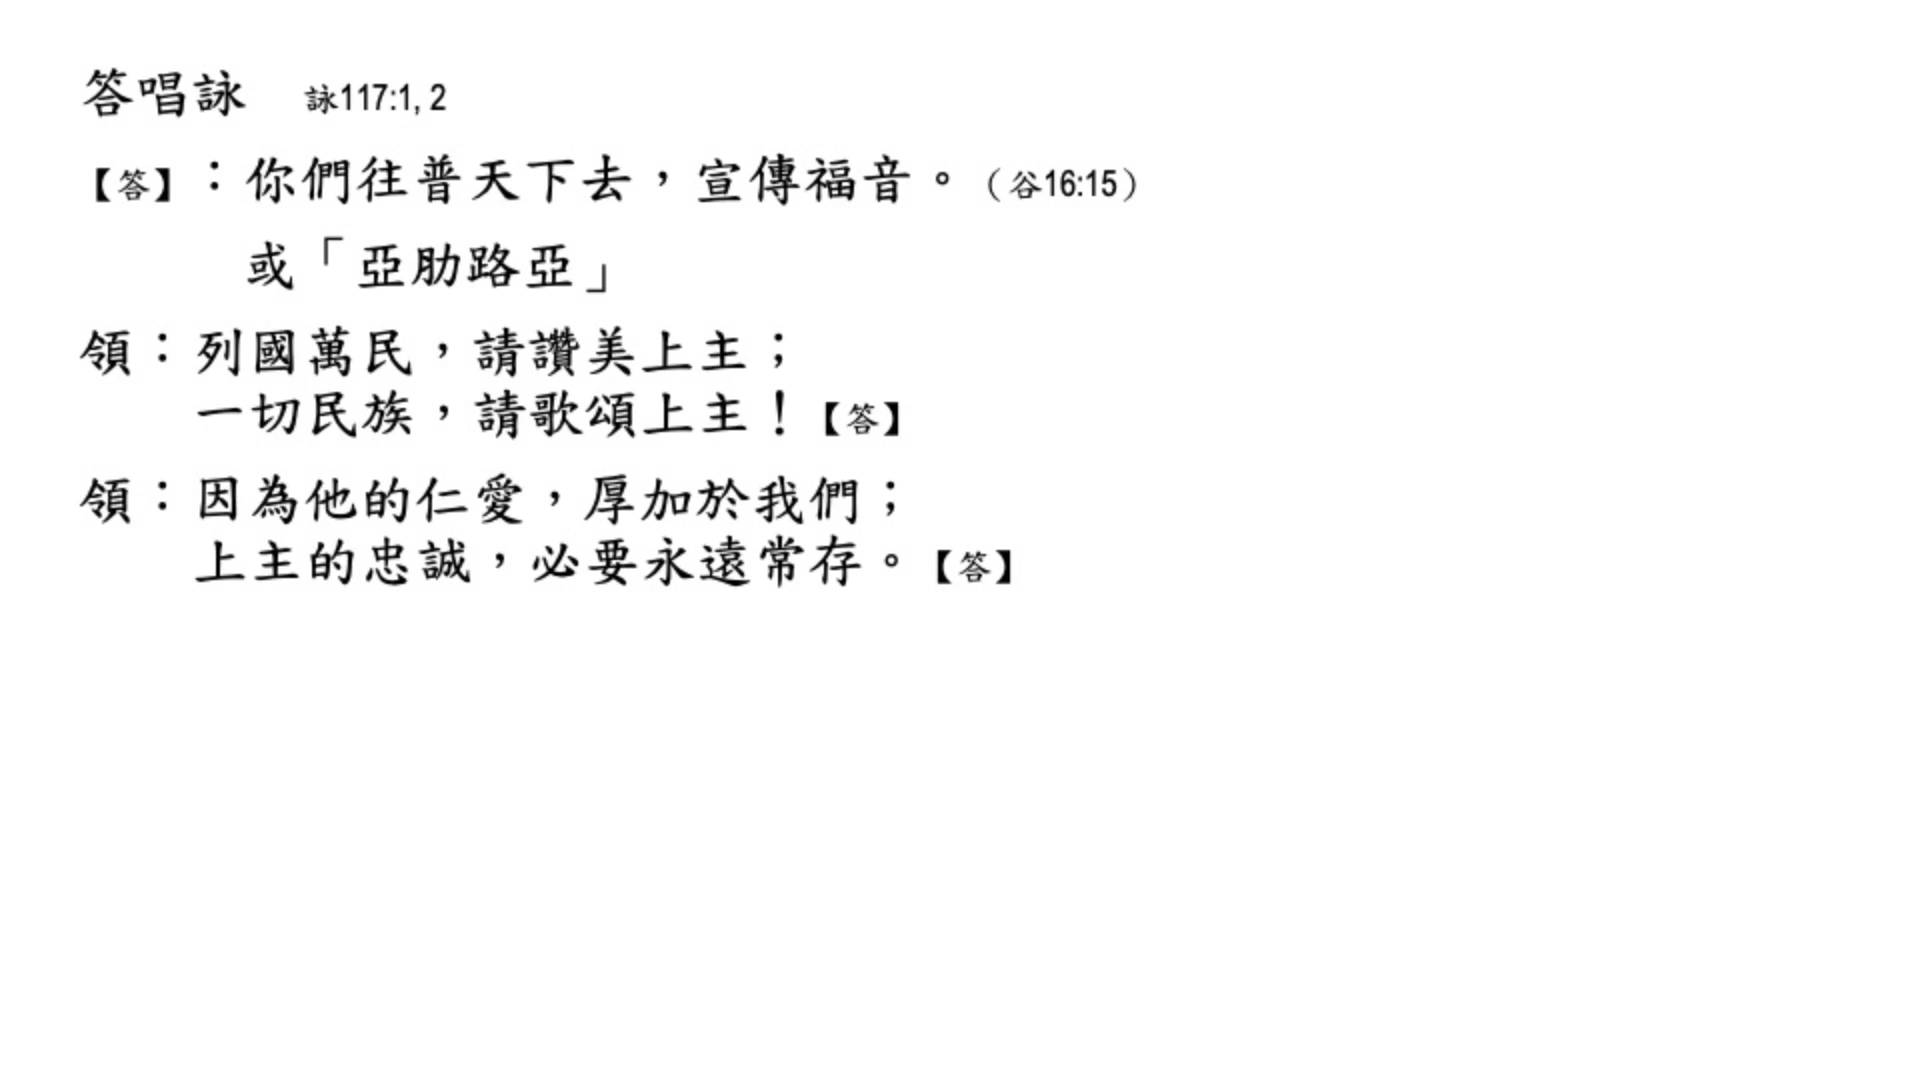 答唱詠 詠117:1, 2
【答】：你們往普天下去，宣傳福音。（谷16:15）
或「亞肋路亞」
領：列國萬民，請讚美上主；
一切民族，請歌頌上主！【答】
領：因為他的仁愛，厚加於我們；
上主的忠誠，必要永遠常存。【答】